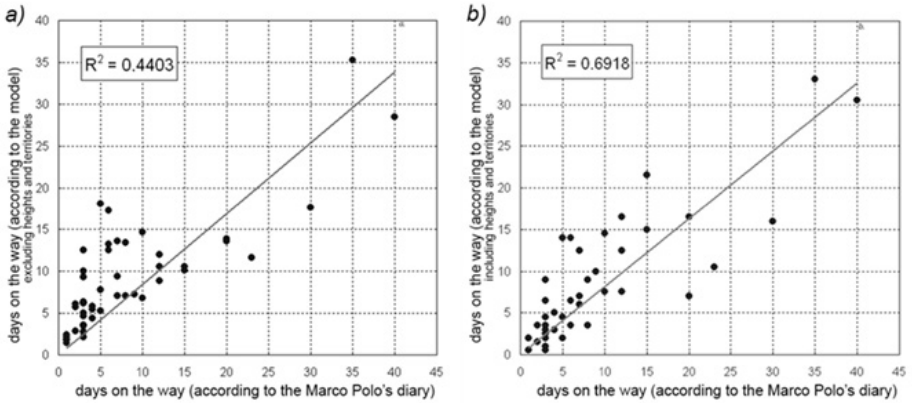 a)
40
35
30
25
20
15
10
5
0
R² = 0.4403
days on the way (according to the model)
excluding heights and territories
0 5 10 15 20 25 30 35 40 45
days on the way (according to the Marco Polo's diary)
b)
40
35
30
25
20
15
10
5
0
R² = 0.6918
days on the way (according to the model)
including heights and territories
0 5 10 15 20 25 30 35 40 45
days on the way (according to the Marco Polo's diary)